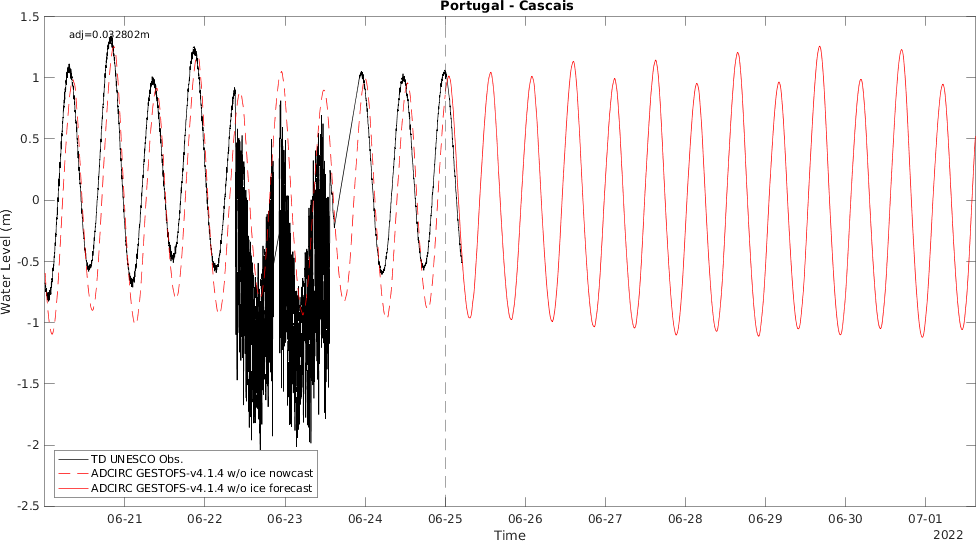 Portugal - Cascais
adj=0.032802m
Water Level (m)
1.5
1
0.5
0
-0.5
-1
-1.5
-2
-2.5
TD UNESCO Obs.
ADCIRC GESTOFS-v4.1.4 w/o ice nowcast
ADCIRC GESTOFS-v4.1.4 w/o ice forecast
06-21 06-22 06-23 06-24 06-25 06-26 06-27 06-28 06-29 06-30 07-01
Time
2022